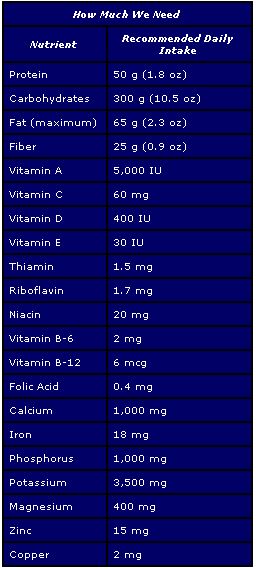 How Much We Need
Nutrient Recommended Daily
Intake
Protein 50 g (1.8 oz)
Carbohydrates 300 g (10.5 oz)
Fat (maximum) 65 g (2.3 oz)
Fiber 25 g (0.9 oz)
Vitamin A 5,000 IU
Vitamin C 60 mg
Vitamin D 400 IU
Vitamin E 30 IU
Thiamin 1.5 mg
Riboflavin 1.7 mg
Niacin 20 mg
Vitamin B-6 2 mg
Vitamin B-12 6 mcg
Folic Acid 0.4 mg
Calcium 1,000 mg
Iron 18 mg
Phosphorus 1,000 mg
Potassium 3,500 mg
Magnesium 400 mg
Zinc 15 mg
Copper 2 mg